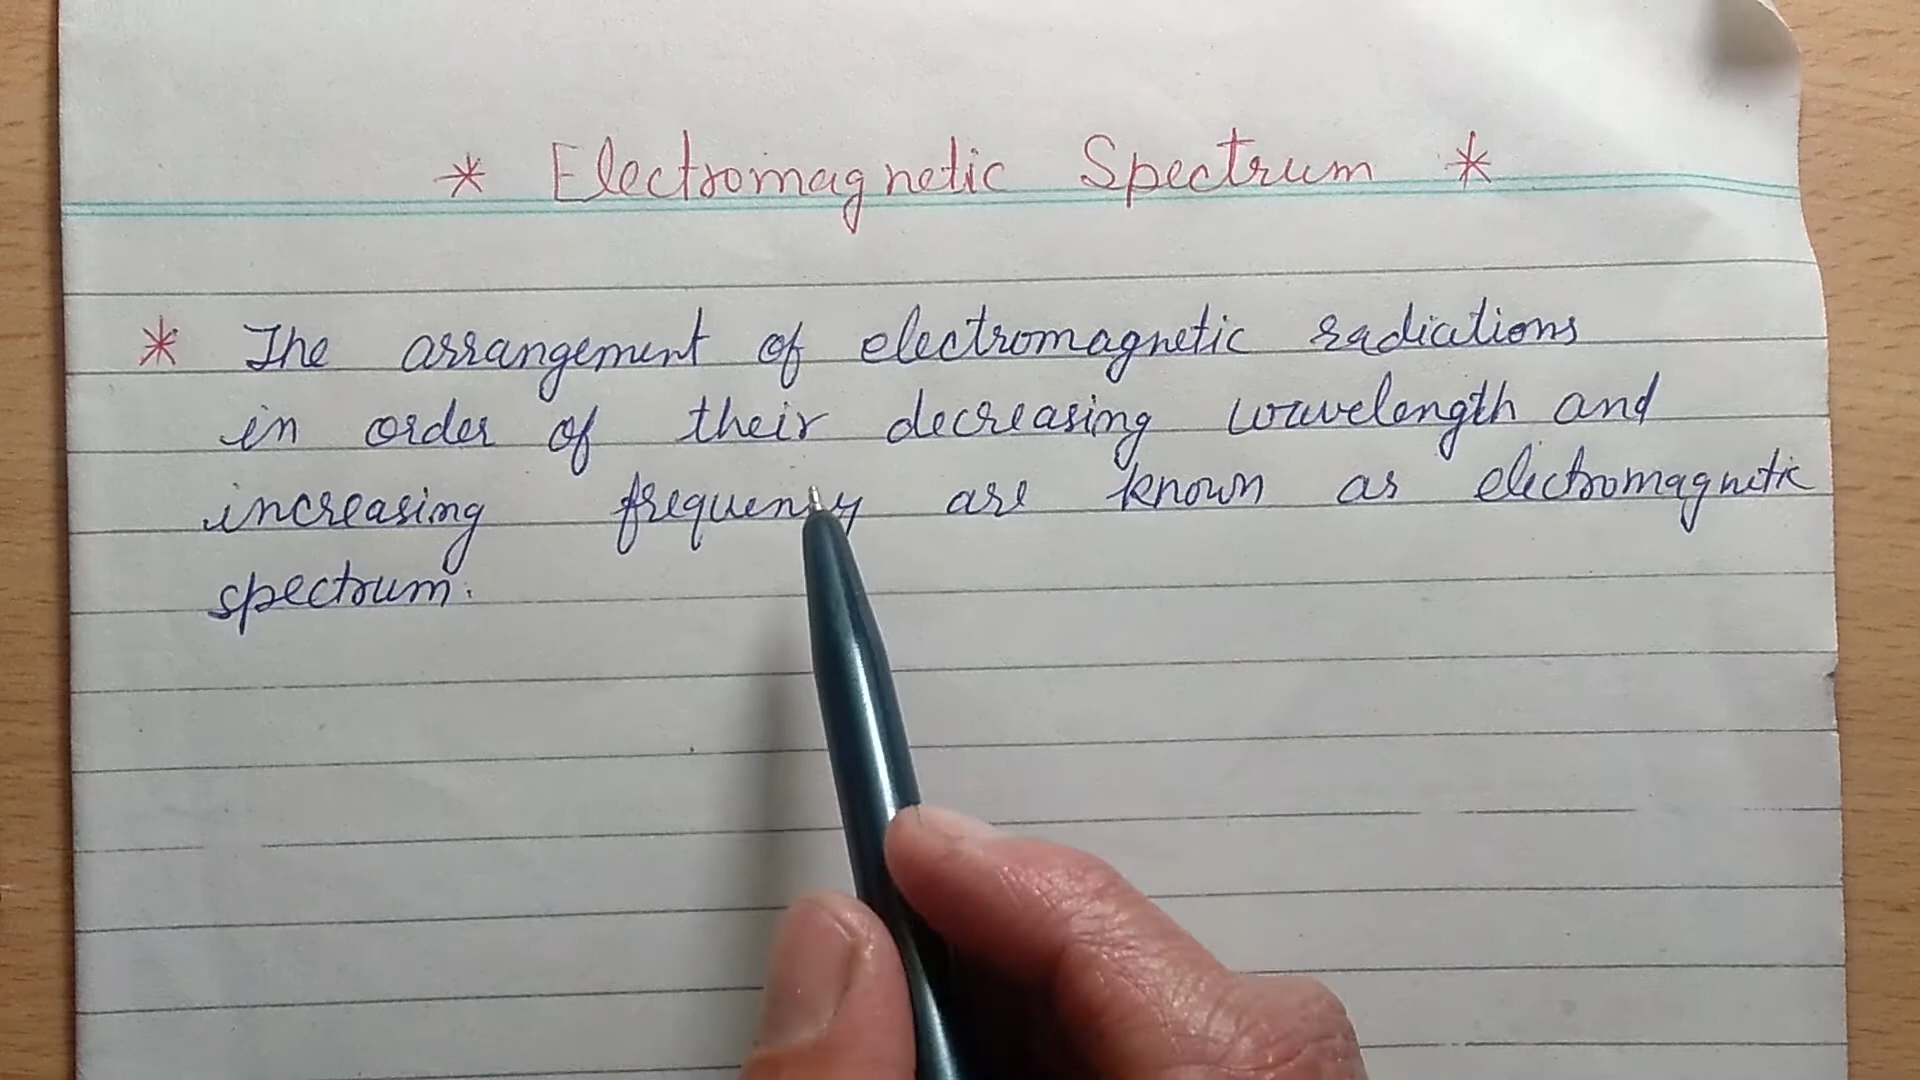 * Electromagnetic Spectrum *
* The arrangement of electromagnetic radiations
in order of their decreasing wavelength and
increasing frequency are known as electromagnetic
spectrum.